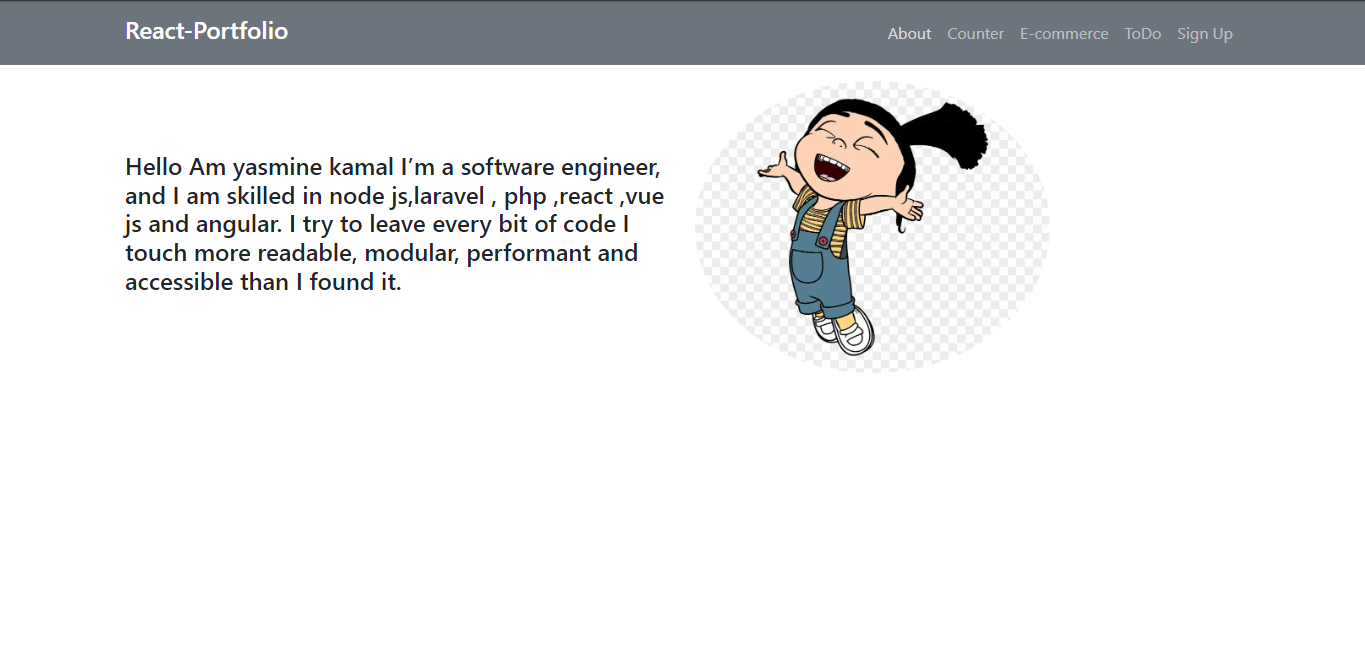 React-Portfolio
About Counter E-commerce ToDo Sign Up
Hello Am yasmine kamal I’m a software engineer,
and I am skilled in node js,laravel , php ,react ,vue
js and angular. I try to leave every bit of code I
touch more readable, modular, performant and
accessible than I found it.